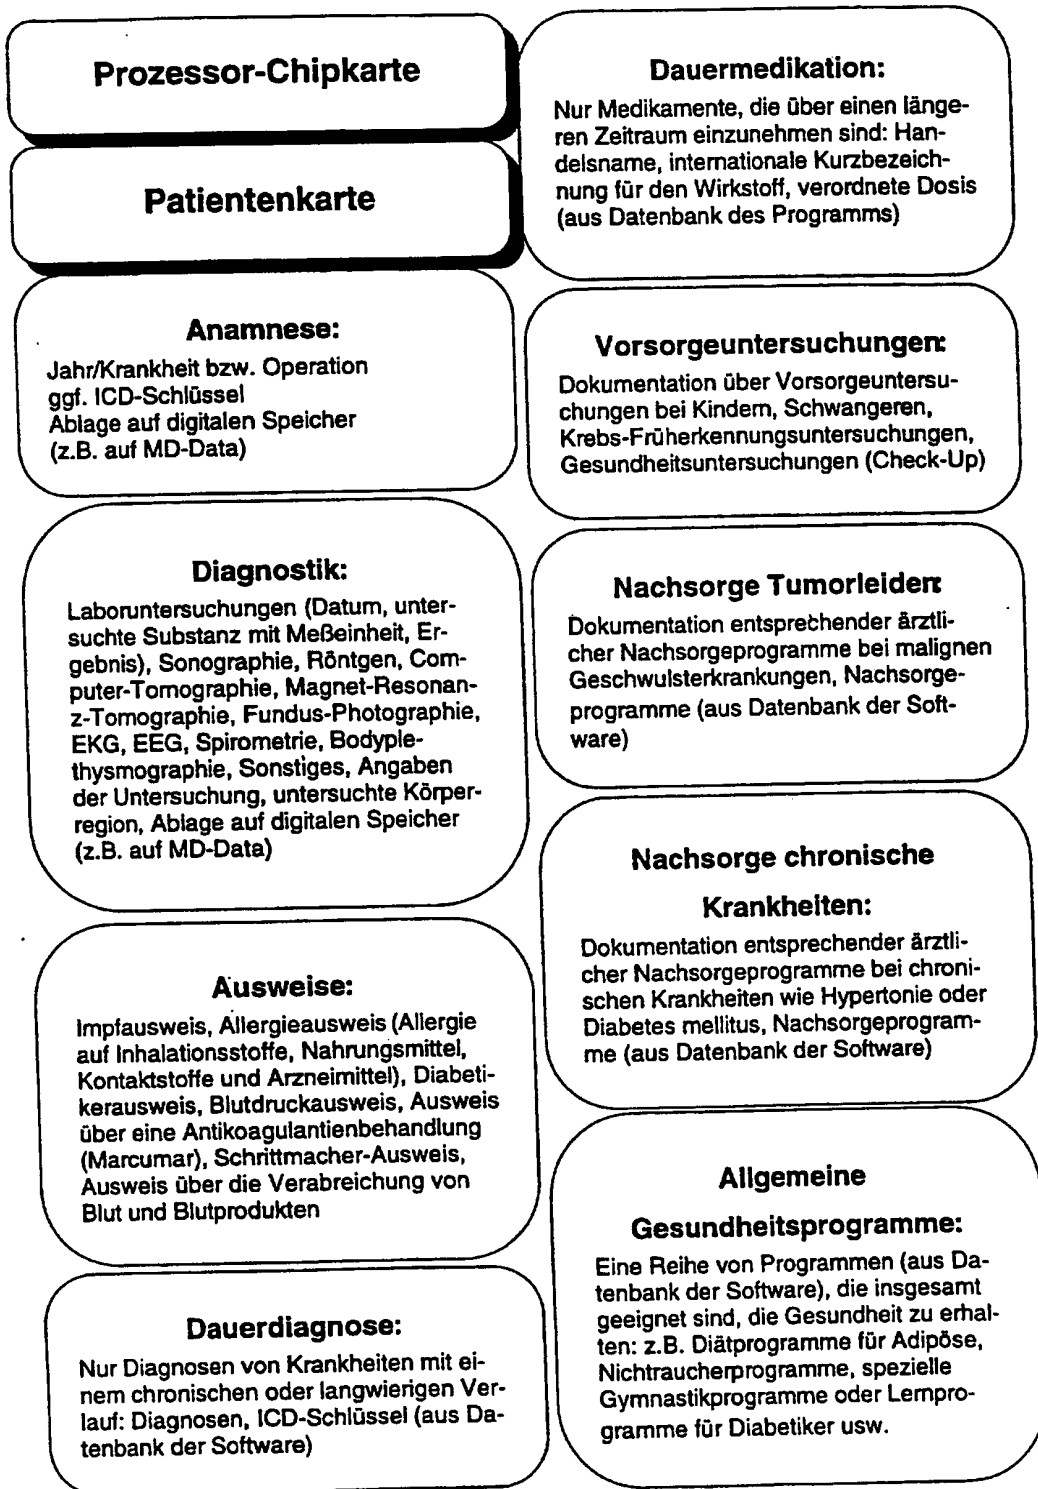 Prozessor-Chipkarte
Patientenkarte
Anamnese:
Jahr/Krankheit bzw. Operation
ggf. ICD-Schlüssel
Ablage auf digitalen Speicher
(z.B. auf MD-Data)
Diagnostik:
Laboruntersuchungen (Datum, unter-
suchte Substanz mit Meßeinheit, Er-
gebnis), Sonographie, Röntgen, Com-
puter-Tomographie, Magnet-Resonan-
z-Tomographie, Fundus-Photographie,
EKG, EEG, Spirometrie, Bodyple-
thysmographie, Sonstiges, Angaben
der Untersuchung, untersuchte Körper-
region, Ablage auf digitalen Speicher
(z.B. auf MD-Data)
Ausweise:
Impfausweis, Allergieausweis (Allergie
auf Inhalationsstoffe, Nahrungsmittel,
Kontaktstoffe und Arzneimittel), Diabeti-
kerausweis, Blutdruckausweis, Ausweis
über eine Antikoagulantienbehandlung
(Marcumar), Schrittmacher-Ausweis,
Ausweis über die Verabreichung von
Blut und Blutprodukten
Dauerdiagnose:
Nur Diagnosen von Krankheiten mit ei-
nem chronischen oder langwierigen Ver-
lauf: Diagnosen, ICD-Schlüssel (aus Da-
tenbank der Software)
Dauermedikation:
Nur Medikamente, die über einen länge-
ren Zeitraum einzunehmen sind: Han-
delsname, internationale Kurzbezeich-
nung für den Wirkstoff, verordnete Dosis
(aus Datenbank des Programms)
Vorsorgeuntersuchungen:
Dokumentation über Vorsorgeuntersu-
chungen bei Kindern, Schwangeren,
Krebs-Früherkennungsuntersuchungen,
Gesundheitsuntersuchungen (Check-Up)
Nachsorge Tumorleiden:
Dokumentation entsprechender ärztli-
cher Nachsorgeprogramme bei malignen
Geschwulsterkrankungen, Nachsorge-
programme (aus Datenbank der Soft-
ware)
Nachsorge chronische
Krankheiten:
Dokumentation entsprechender ärztli-
cher Nachsorgeprogramme bei chroni-
schen Krankheiten wie Hypertonie oder
Diabetes mellitus, Nachsorgeprogram-
me (aus Datenbank der Software)
Allgemeine
Gesundheitsprogramme:
Eine Reihe von Programmen (aus Da-
tenbank der Software), die insgesamt
geeignet sind, die Gesundheit zu erhal-
ten: z.B. Diätprogramme für Adipöse,
Nichtraucherprogramme, spezielle
Gymnastikprogramme oder Lernpro-
gramme für Diabetiker usw.